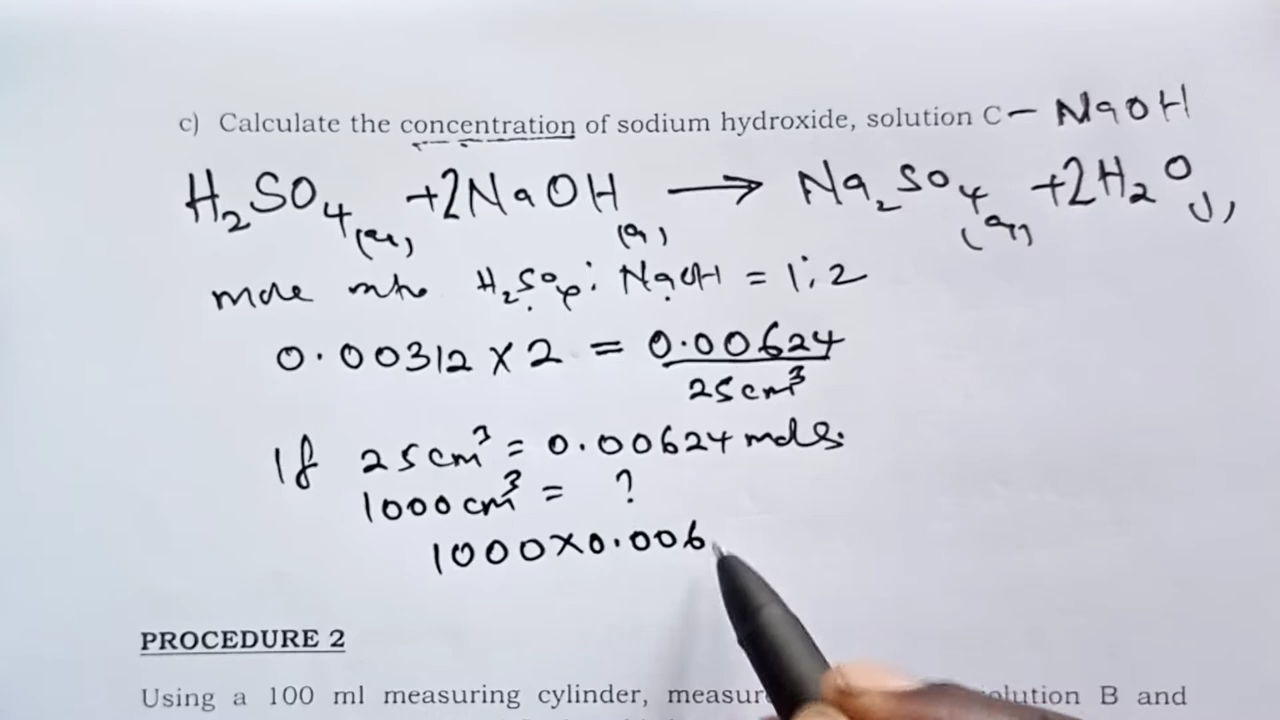 c) Calculate the concentration of sodium hydroxide, solution C – NaOH
H₂SO₄(aq) + 2NaOH(aq) → Na₂SO₄(aq) + 2H₂O(l)
mole ratio H₂SO₄ : NaOH = 1:2
0.00312 × 2 = 0.00624
25cm³
If 25cm³ = 0.00624 moles.
1000cm³ = ?
1000×0.006
PROCEDURE 2
Using a 100 ml measuring cylinder, solution B and